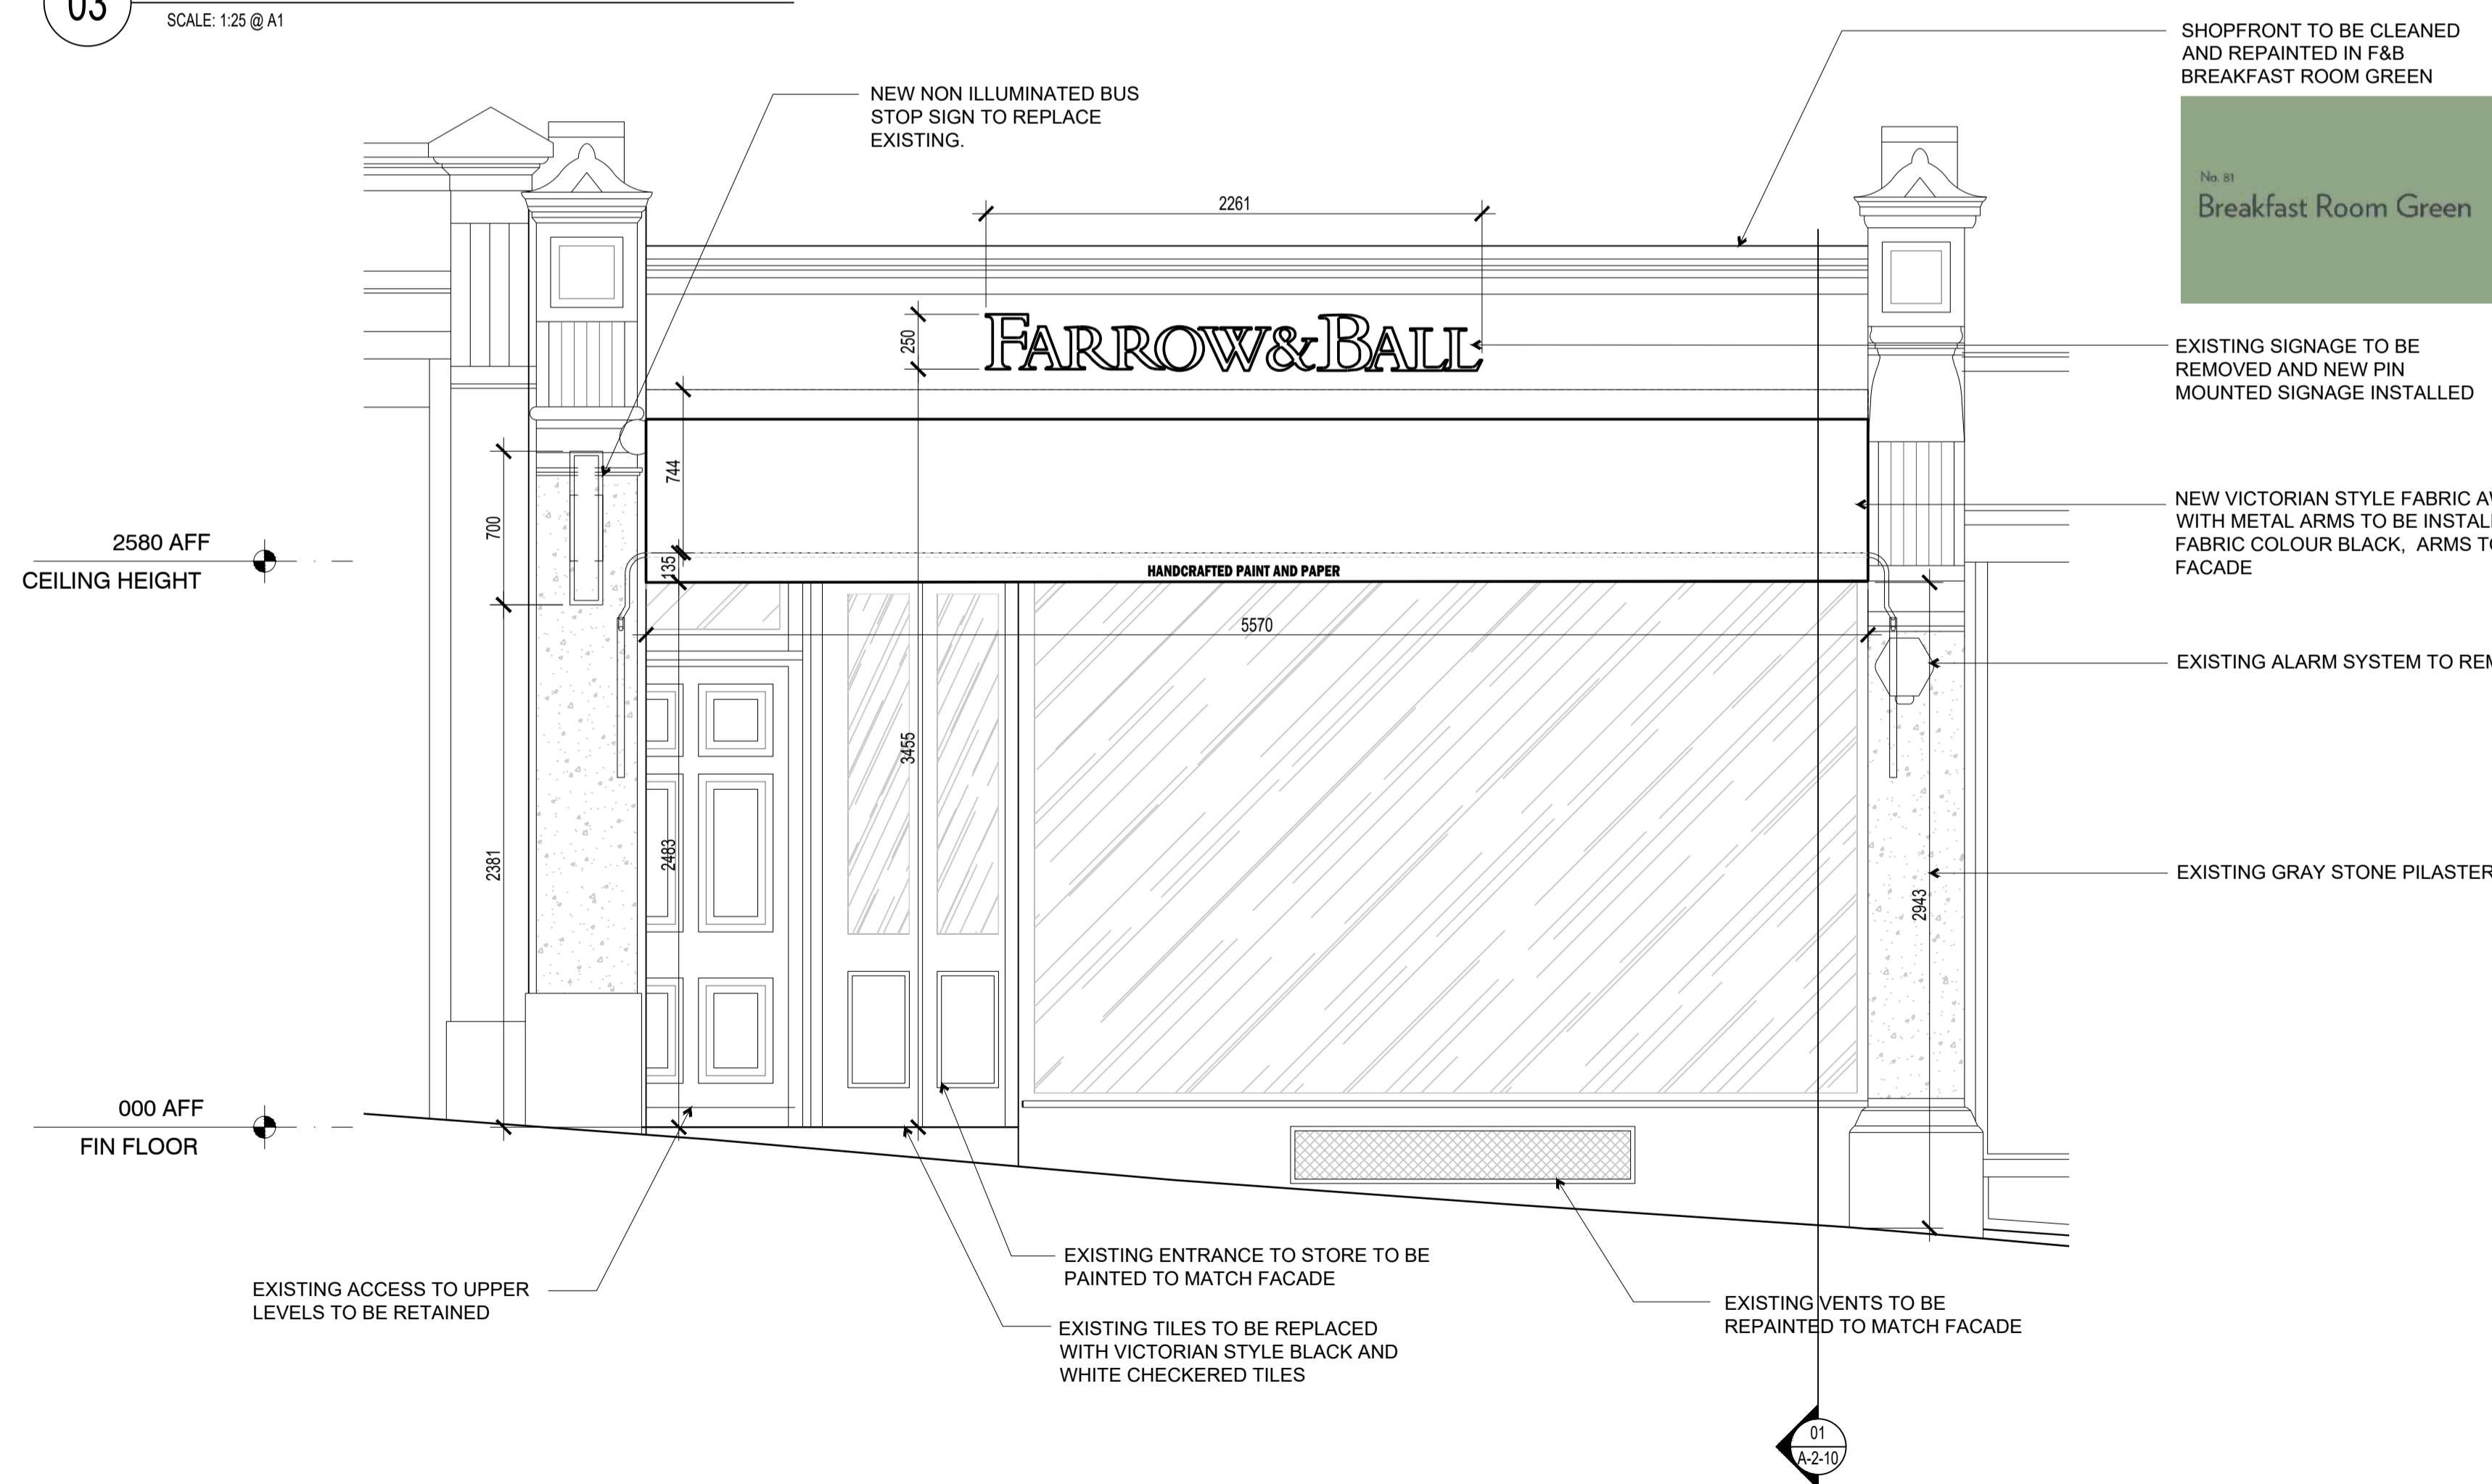 03
SCALE: 1:25 @ A1
SHOPFRONT TO BE CLEANED
AND REPAINTED IN F&B
BREAKFAST ROOM GREEN
NEW NON ILLUMINATED BUS
STOP SIGN TO REPLACE
EXISTING.
No. 81
Breakfast Room Green
2261
250
FARROW&BALL
EXISTING SIGNAGE TO BE
REMOVED AND NEW PIN
MOUNTED SIGNAGE INSTALLED
744
700
NEW VICTORIAN STYLE FABRIC
WITH METAL ARMS TO BE
FABRIC COLOUR BLACK, ARMS
FACADE
2580 AFF
CEILING HEIGHT
135
HANDCRAFTED PAINT AND PAPER
5570
EXISTING ALARM SYSTEM TO
3455
2483
2381
EXISTING GRAY STONE PILASTER
2943
000 AFF
FIN FLOOR
EXISTING ENTRANCE TO STORE TO BE
PAINTED TO MATCH FACADE
EXISTING ACCESS TO UPPER
LEVELS TO BE RETAINED
EXISTING VENTS TO BE
REPAINTED TO MATCH FACADE
EXISTING TILES TO BE REPLACED
WITH VICTORIAN STYLE BLACK AND
WHITE CHECKERED TILES
01
A-2-10